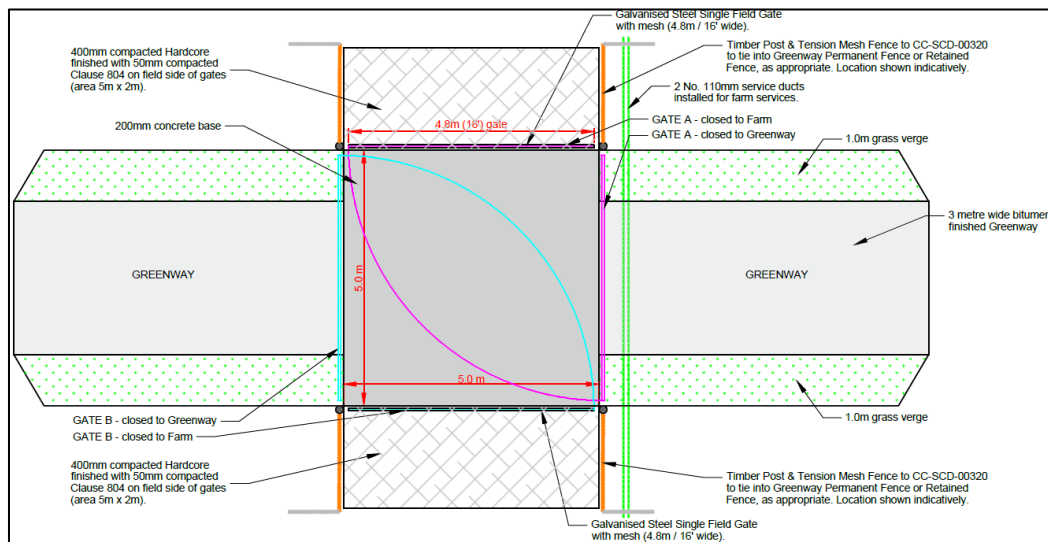 Galvanised Steel Single Field Gate
with mesh (4.8m / 16' wide).
400mm compacted Hardcore
finished with 50mm compacted
Clause 804 on field side of gates
(area 5m x 2m).
Timber Post & Tension Mesh Fence to CC-SCD-00320
to tie into Greenway Permanent Fence or Retained
Fence, as appropriate. Location shown indicatively.
2 No. 110mm service ducts
installed for farm services.
4.8m (16') gate
GATE A - closed to Farm
200mm concrete base
GATE A - closed to Greenway
1.0m grass verge
3 metre wide bitumen
finished Greenway
GREENWAY
GREENWAY
5.0 m
5.0 m
GATE B - closed to Greenway
1.0m grass verge
GATE B - closed to Farm
400mm compacted Hardcore
finished with 50mm compacted
Clause 804 on field side of gates
(area 5m x 2m).
Timber Post & Tension Mesh Fence to CC-SCD-00320
to tie into Greenway Permanent Fence or Retained
Fence, as appropriate. Location shown indicatively.
Galvanised Steel Single Field Gate
with mesh (4.8m / 16' wide).